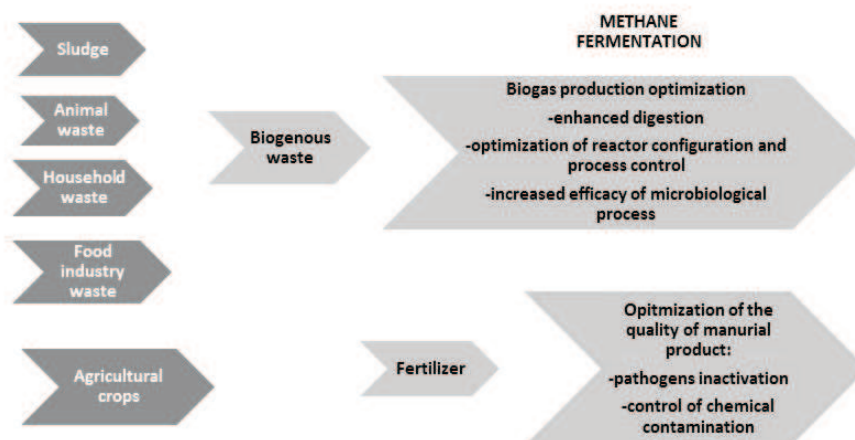 Sludge
Animal
waste
Household
waste
Food
industry
waste
Agricultural
crops
Biogenous
waste
METHANE
FERMENTATION
Biogas production optimization
-enhanced digestion
-optimization of reactor configuration and
process control
-increased efficacy of microbiological
process
Fertilizer
Opitmization of the
quality of manurial
product:
-pathogens inactivation
-control of chemical
contamination